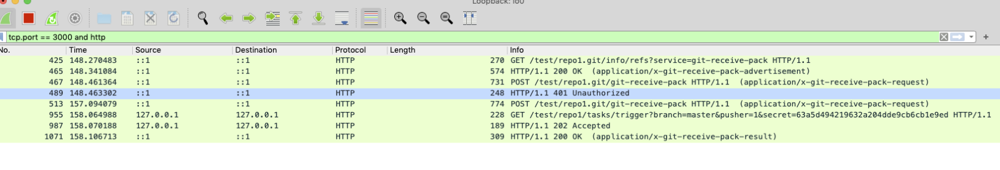 Loopback: lo0
tcp.port == 3000 and http
No. Time Source Destination Protocol Length Info
425 148.270483 ::1 ::1 HTTP 270 GET /test/repo1.git/info/refs?service=git-receive-pack HTTP/1.1
465 148.341084 ::1 ::1 HTTP 574 HTTP/1.1 200 OK (application/x-git-receive-pack-advertisement)
467 148.461364 ::1 ::1 HTTP 731 POST /test/repo1.git/git-receive-pack HTTP/1.1 (application/x-git-receive-pack-request)
489 148.463302 ::1 ::1 HTTP 248 HTTP/1.1 401 Unauthorized
513 157.094079 ::1 ::1 HTTP 774 POST /test/repo1.git/git-receive-pack HTTP/1.1 (application/x-git-receive-pack-request)
955 158.064988 127.0.0.1 127.0.0.1 HTTP 228 GET /test/repo1/tasks/trigger?branch=master&pusher=1&secret=63a5d494219632a204dde9cb6cb1e9ed HTTP/1.1
987 158.070188 127.0.0.1 127.0.0.1 HTTP 189 HTTP/1.1 202 Accepted
1071 158.106713 ::1 ::1 HTTP 309 HTTP/1.1 200 OK (application/x-git-receive-pack-result)